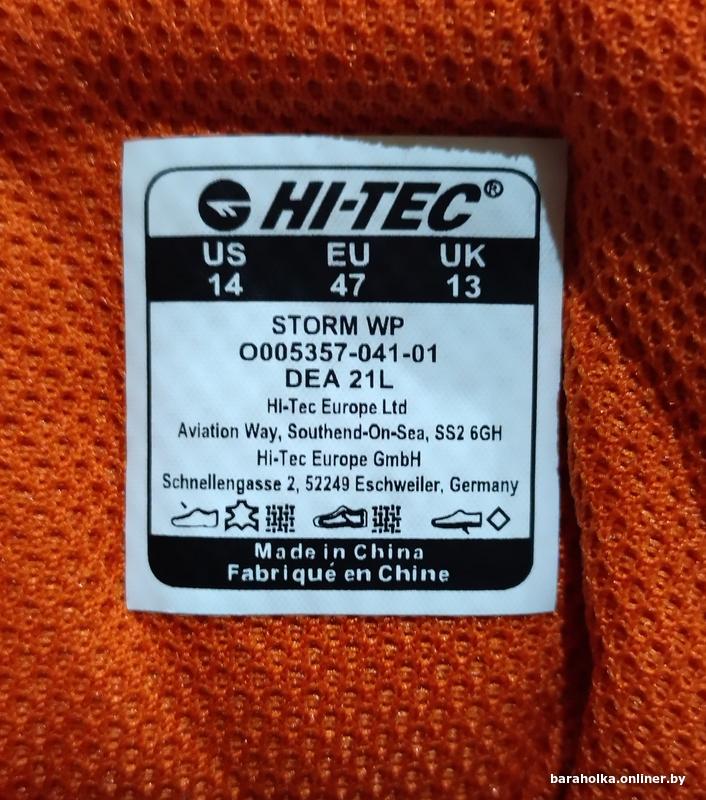 HI-TEC®
US EU UK
14 47 13
STORM WP
O005357-041-01
DEA 21L
Hi-Tec Europe Ltd
Aviation Way, Southend-On-Sea, SS2 6GH
Hi-Tec Europe GmbH
Schnellengasse 2, 52249 Eschweiler, Germany
Made in China
Fabriqué en Chine
baraholka.onliner.by